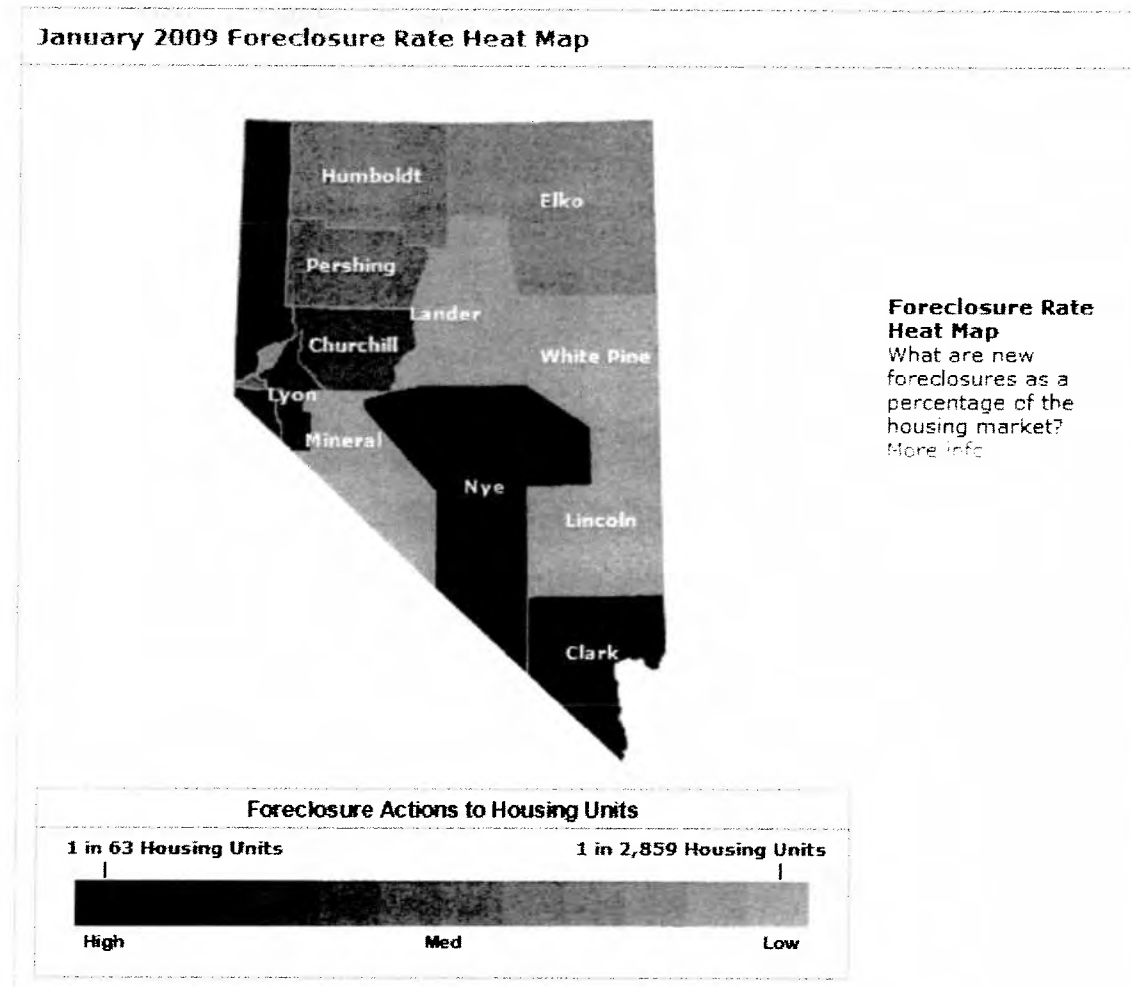 January 2009 Foreclosure Rate Heat Map
Humboldt
Elko
Pershing
Lander
Churchill
White Pine
Lyon
Mineral
Nye
Lincoln
Clark
Foreclosure Rate
Heat Map
What are new
foreclosures as a
percentage of the
housing market?
More info
Foreclosure Actions to Housing Units
1 in 63 Housing Units
1 in 2,859 Housing Units
High
Med
Low